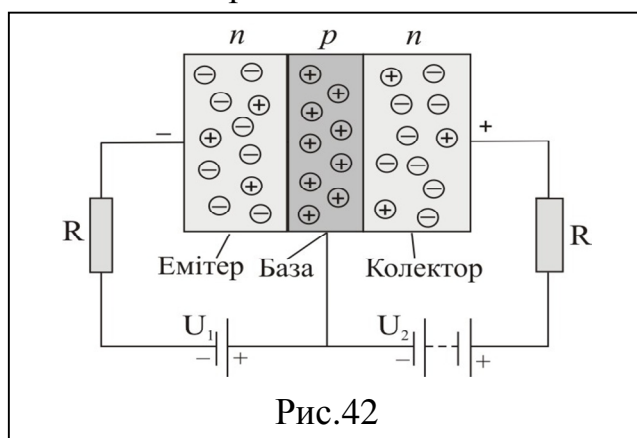 n p n
− +
R R
Емітер База Колектор
U₁ U₂
− + − +
Рис.42